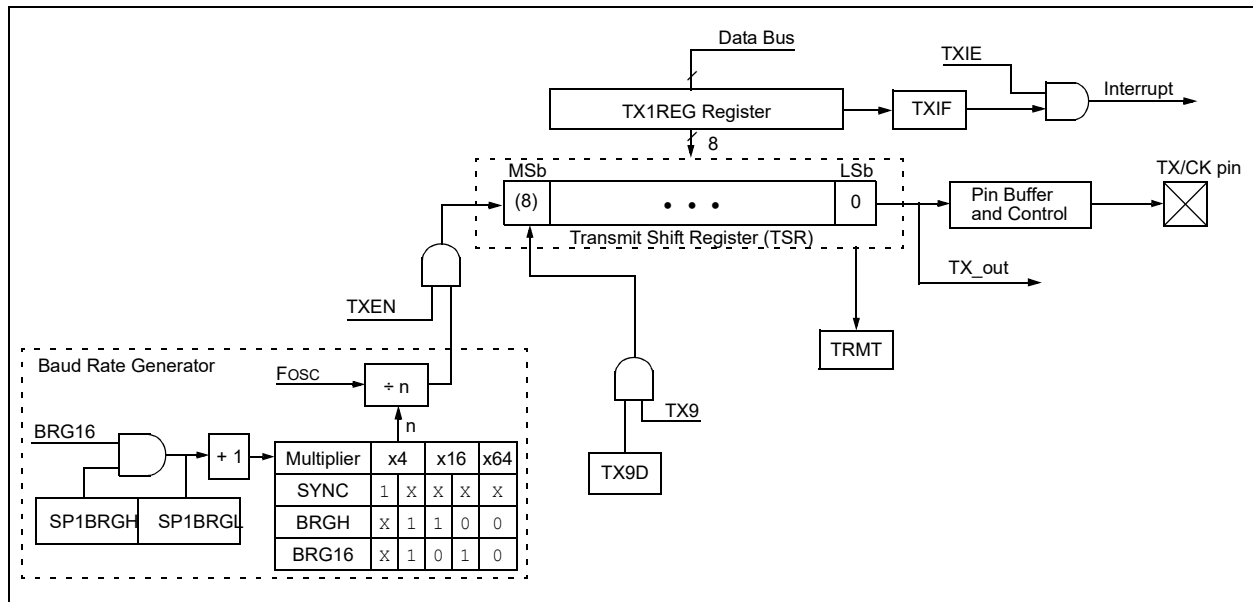 Data Bus
TXIE
Interrupt
TX1REG Register
TXIF
8
MSb
LSb
TX/CK pin
(8)
• • •
0
Pin Buffer
and Control
Transmit Shift Register (TSR)
TX_out
TXEN
TRMT
Baud Rate Generator
FOSC
÷ n
TX9
n
BRG16
+ 1
Multiplier x4 x16 x64
TX9D
SYNC 1 X X X X
SP1BRGH SP1BRGL
BRGH X 1 1 0 0
BRG16 X 1 0 1 0